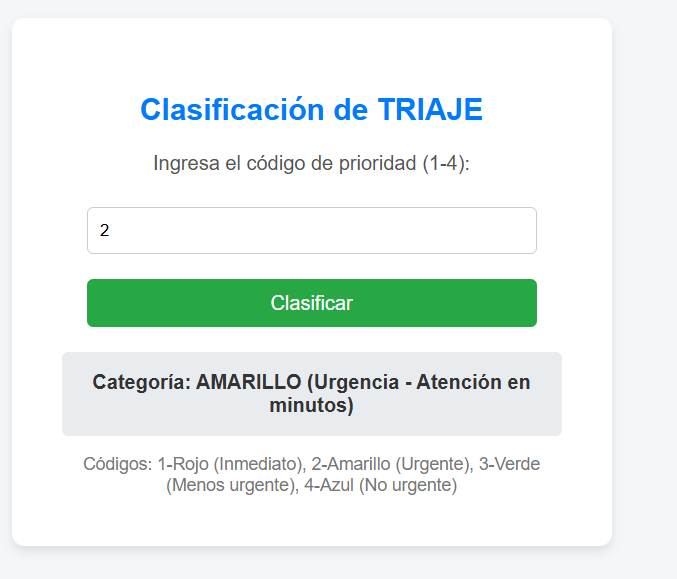 Clasificación de TRIAJE
Ingresa el código de prioridad (1-4):
2
Clasificar
Categoría: AMARILLO (Urgencia - Atención en
minutos)
Códigos: 1-Rojo (Inmediato), 2-Amarillo (Urgente), 3-Verde
(Menos urgente), 4-Azul (No urgente)